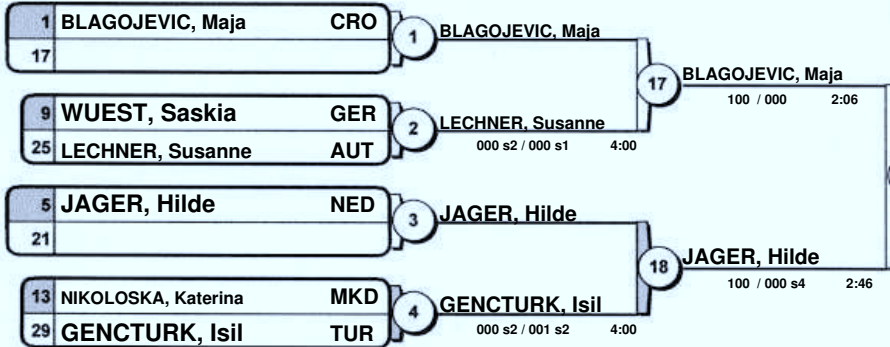 1 BLAGOJEVIC, Maja CRO
17
1
BLAGOJEVIC, Maja
9 WUEST, Saskia GER
25 LECHNER, Susanne AUT
2
LECHNER, Susanne
000 s2 / 000 s1 4:00
17
BLAGOJEVIC, Maja
100 / 000 2:06
5 JAGER, Hilde NED
21
3
JAGER, Hilde
13 NIKOLOSKA, Katerina MKD
29 GENCTURK, Isil TUR
4
GENCTURK, Isil
000 s2 / 001 s2 4:00
18
JAGER, Hilde
100 / 000 s4 2:46